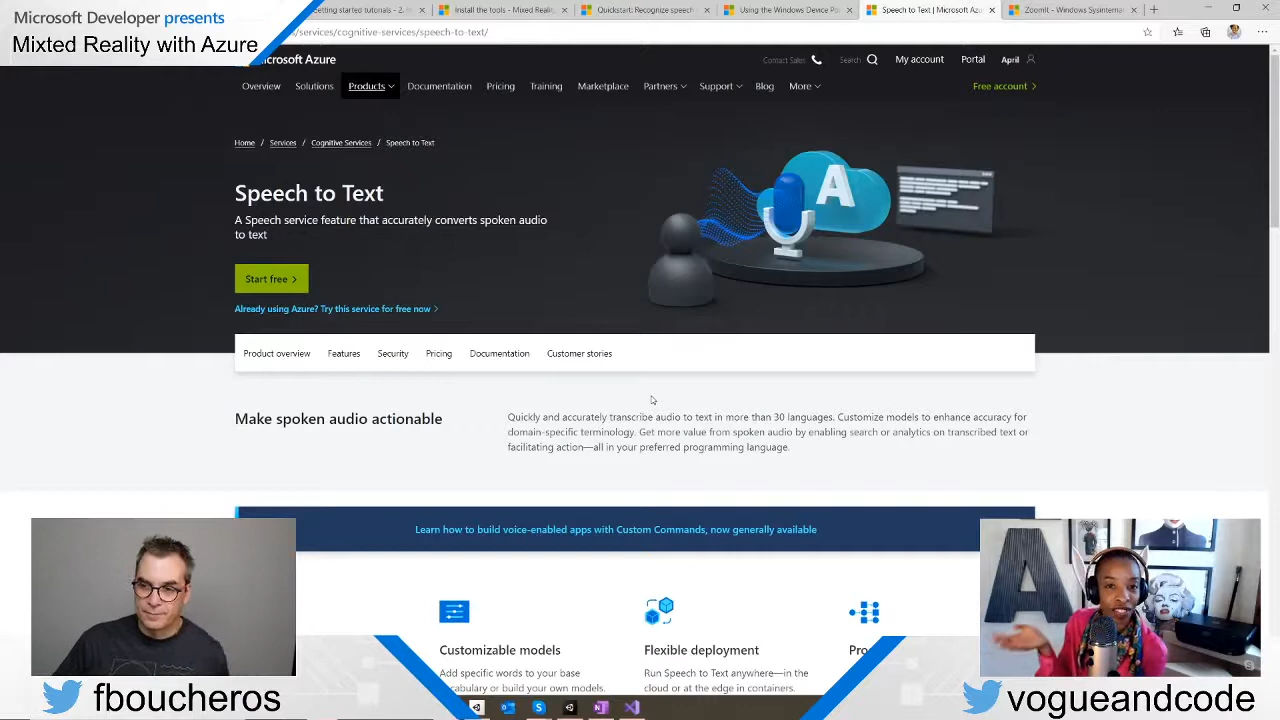 Microsoft Developer presents
Mixted Reality with Azure
etting started tutorials - 2.
Install the tools - Mixed Reality
Quickstart: Recognize speech
Using the Windows Device Po
Speech to Text | Microsoft Azure
ZoomIt - Windows Sysinternals
s/services/cognitive-services/speech-to-text/
crosoft Azure
Contact Sales
Search
My account
Portal
April
Overview
Solutions
Products
Documentation
Pricing
Training
Marketplace
Partners
Support
Blog
More
Free account
Home / Services / Cognitive Services / Speech to Text
Speech to Text
A Speech service feature that accurately converts spoken audio
to text
A
Start free
Already using Azure? Try this service for free now
Product overview
Features
Security
Pricing
Documentation
Customer stories
Make spoken audio actionable
Quickly and accurately transcribe audio to text in more than 30 languages. Customize models to enhance accuracy for
domain-specific terminology. Get more value from spoken audio by enabling search or analytics on transcribed text or
facilitating action—all in your preferred programming language.
Learn how to build voice-enabled apps with Custom Commands, now generally available
A
Customizable models
Add specific words to your base
cabulary or build your own models.
Flexible deployment
Run Speech to Text anywhere—in the
cloud or at the edge in containers.
Pro
fboucheros
vogueandcode